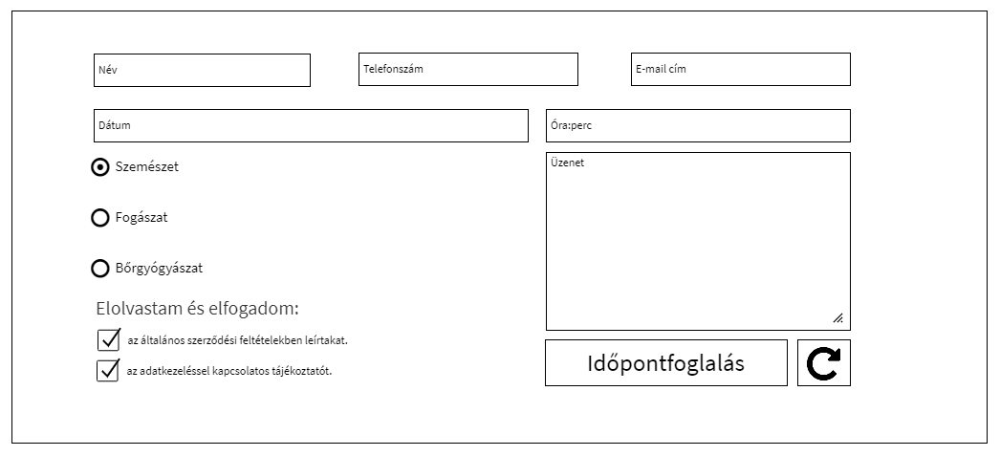 Név
Telefonszám
E-mail cím
Dátum
Óra:perc
Szemészet
Üzenet
Fogászat
Bőrgyógyászat
Elolvastam és elfogadom:
az általános szerződési feltételekben leírtakat.
az adatkezeléssel kapcsolatos tájékoztatót.
Időpontfoglalás